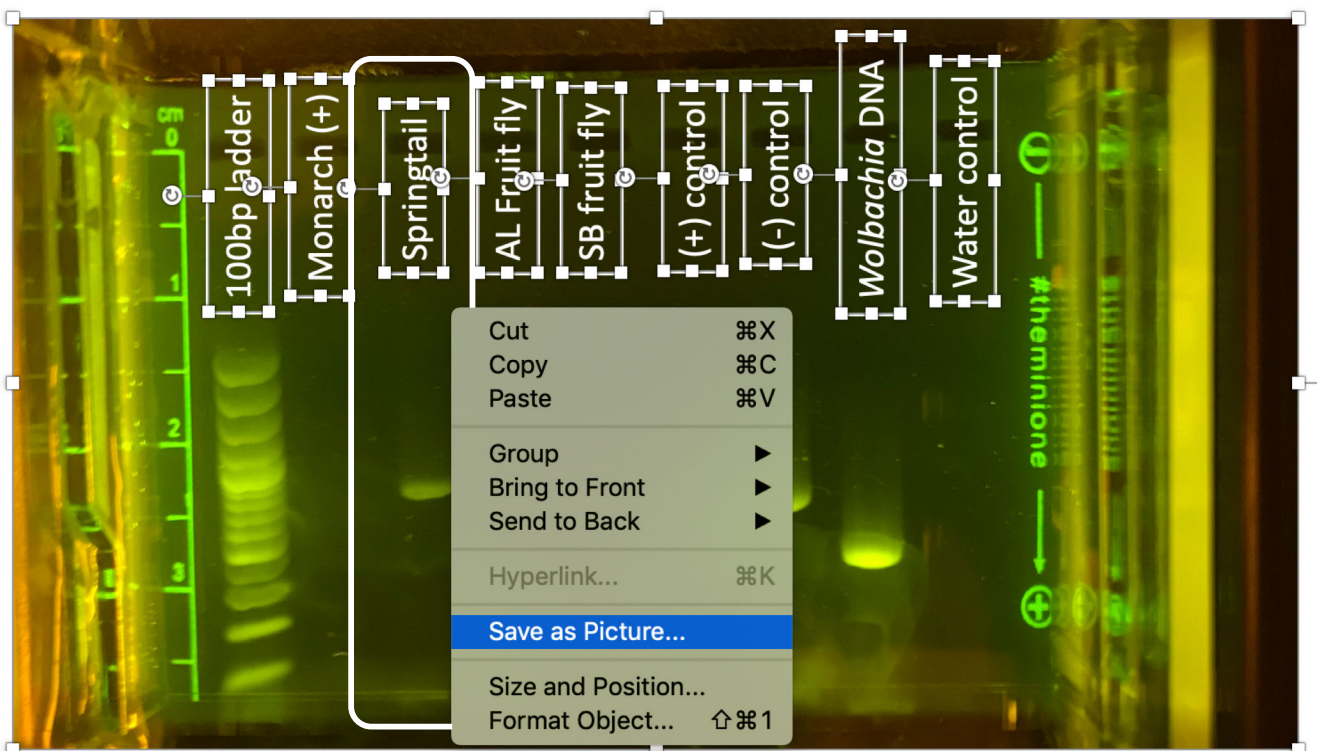 cm
0
1
2
3
100bp ladder
Monarch (+)
Springtail
AL Fruit fly
SB fruit fly
(+) control
(-) control
Wolbachia DNA
Water control
#theminione
Cut ⌘X
Copy ⌘C
Paste ⌘V
Group ▶
Bring to Front ▶
Send to Back ▶
Hyperlink... ⌘K
Save as Picture...
Size and Position...
Format Object... ⇧⌘1